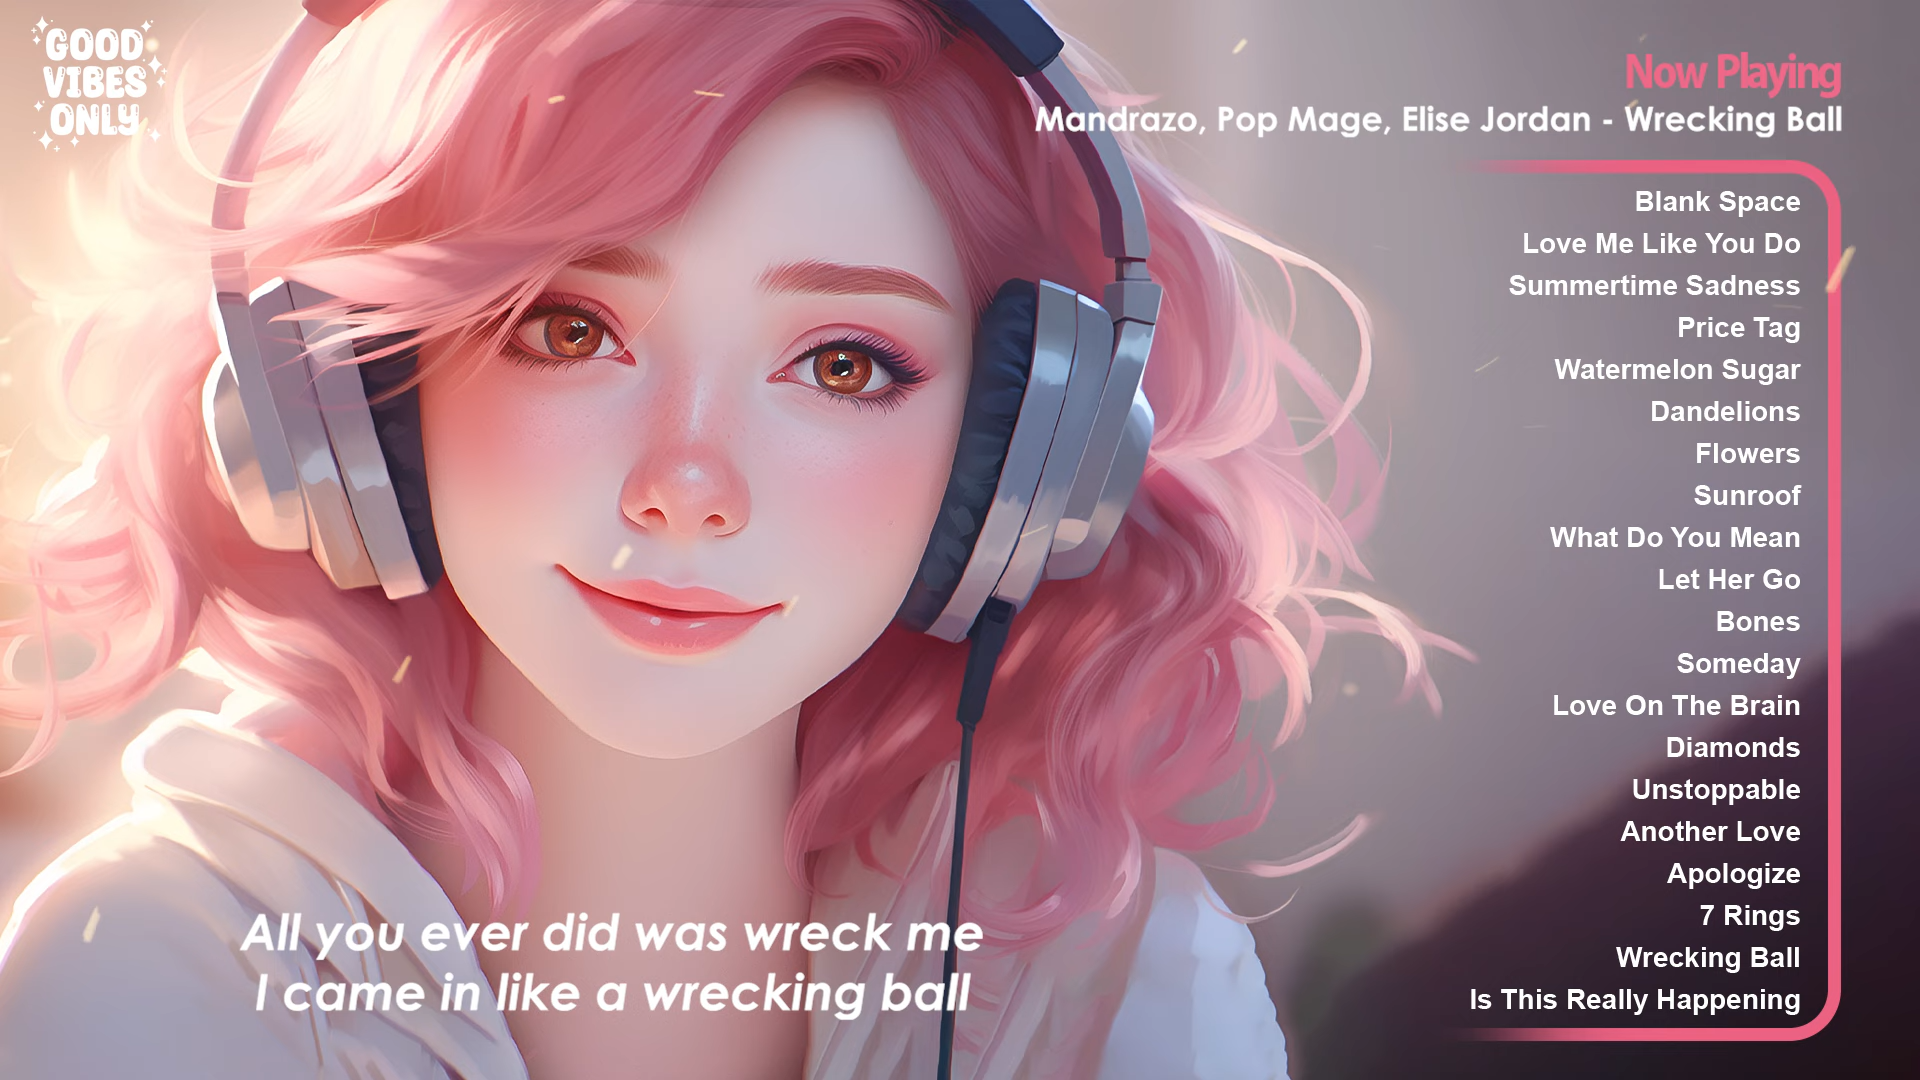 GOOD
VIBES
ONLY
Now Playing
Mandrazo, Pop Mage, Elise Jordan - Wrecking Ball
Blank Space
Love Me Like You Do
Summertime Sadness
Price Tag
Watermelon Sugar
Dandelions
Flowers
Sunroof
What Do You Mean
Let Her Go
Bones
Someday
Love On The Brain
Diamonds
Unstoppable
Another Love
Apologize
7 Rings
Wrecking Ball
Is This Really Happening
All you ever did was wreck me
I came in like a wrecking ball